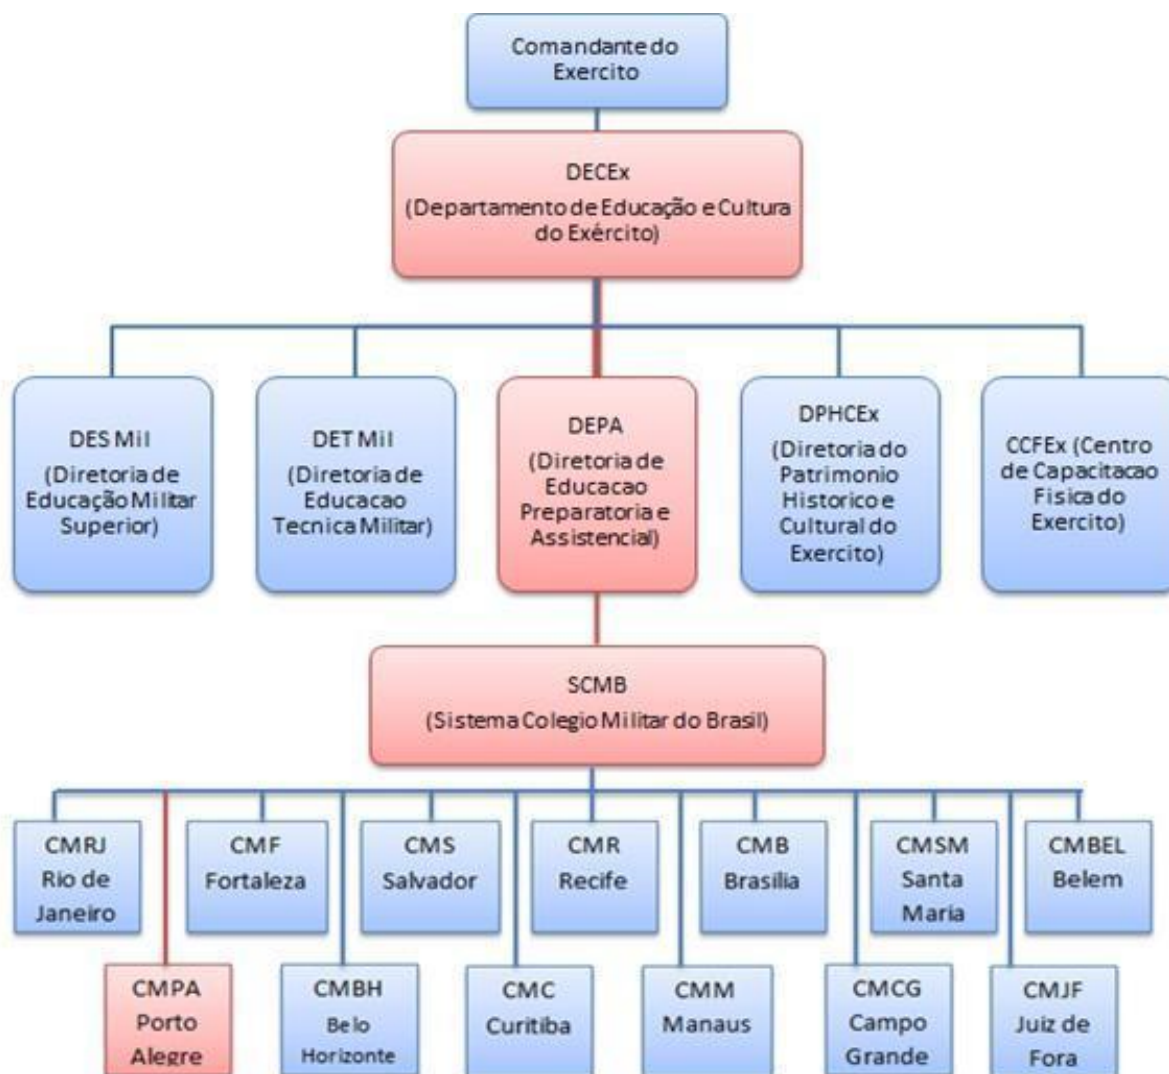 Comandante do
Exercito
DECEx
(Departamento de Educação e Cultura
do Exército)
DES Mil
(Diretoria de
Educação Militar
Superior)
DET Mil
(Diretoria de
Educacao
Tecnica Militar)
DEPA
(Diretoria de
Educacao
Preparatoria e
Assistencial)
DPHCEx
(Diretoria do
Patrimonio
Historico e
Cultural do
Exercito)
CCFEx (Centro
de Capacitacao
Fisica do
Exercito)
SCMB
(Sistema Colegio Militar do Brasil)
CMRJ
Rio de
Janeiro
CMF
Fortaleza
CMS
Salvador
CMR
Recife
CMB
Brasilia
CMSM
Santa
Maria
CMBEL
Belem
CMPA
Porto
Alegre
CMBH
Belo
Horizonte
CMC
Curitiba
CMM
Manaus
CMCG
Campo
Grande
CMJF
Juiz de
Fora